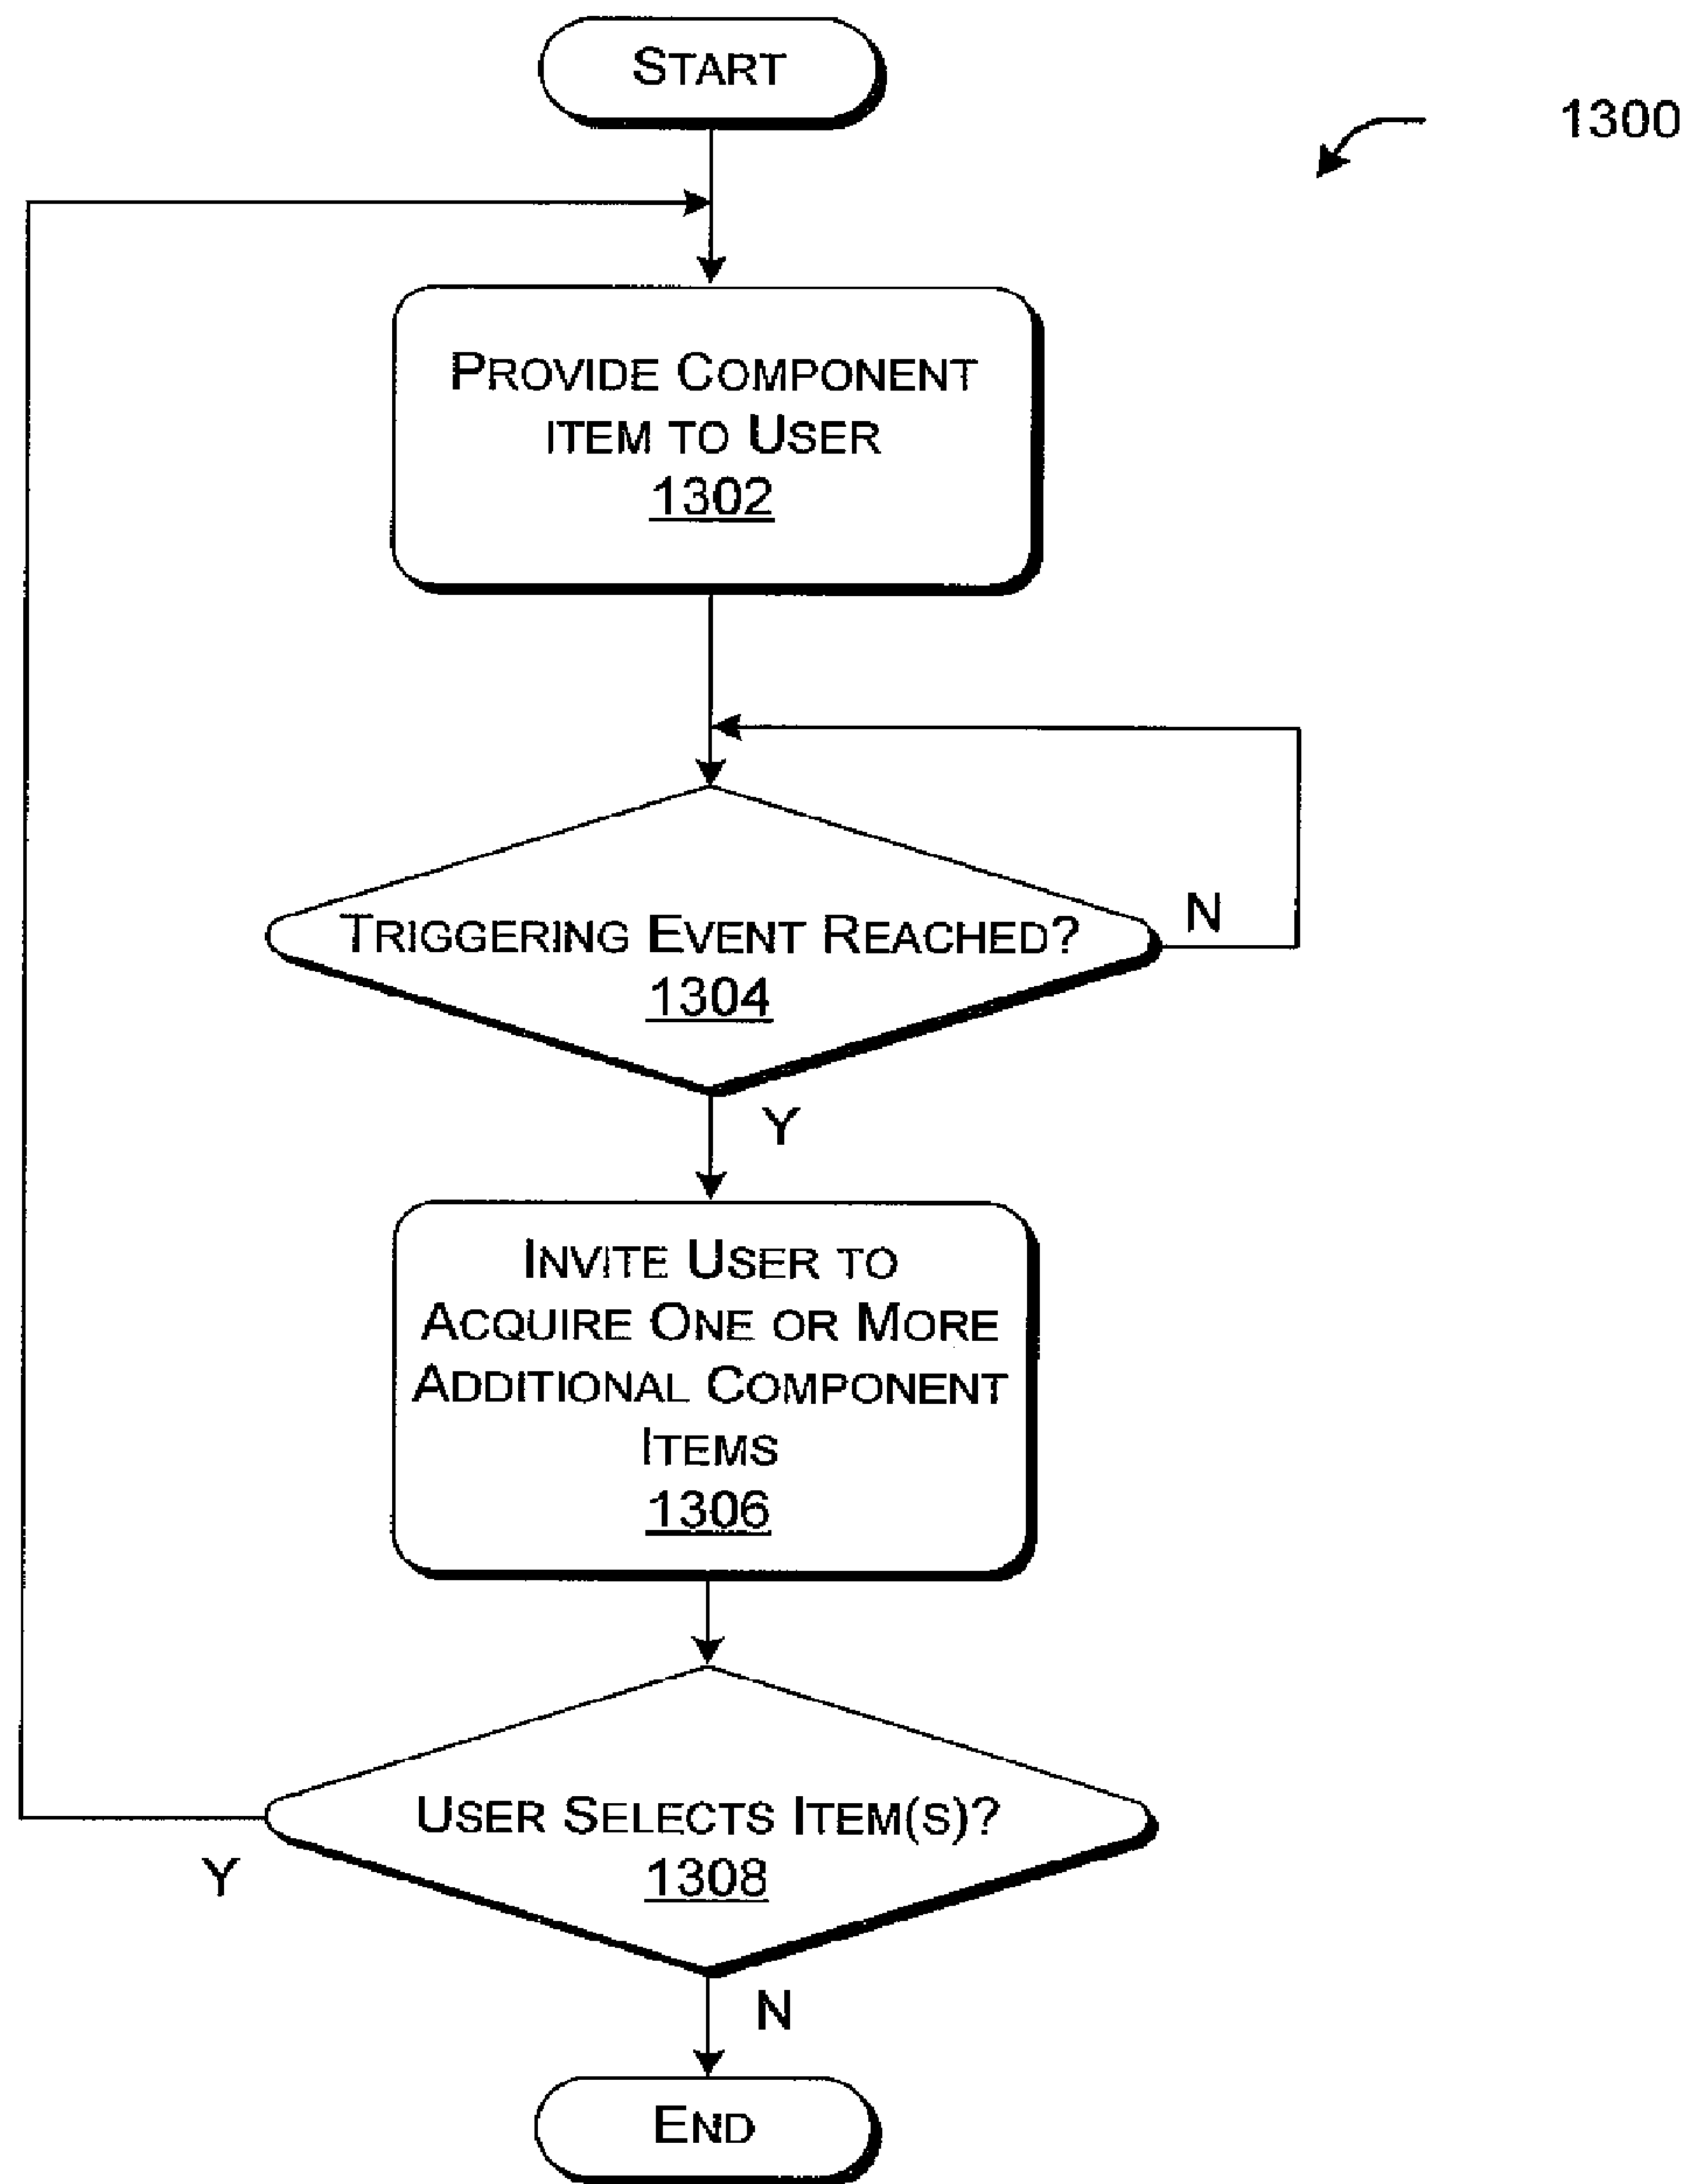 START
1300
PROVIDE COMPONENT
ITEM TO USER
1302
TRIGGERING EVENT REACHED?
1304
N
Y
INVITE USER TO
ACQUIRE ONE OR MORE
ADDITIONAL COMPONENT
ITEMS
1306
USER SELECTS ITEM(S)?
1308
Y
N
END